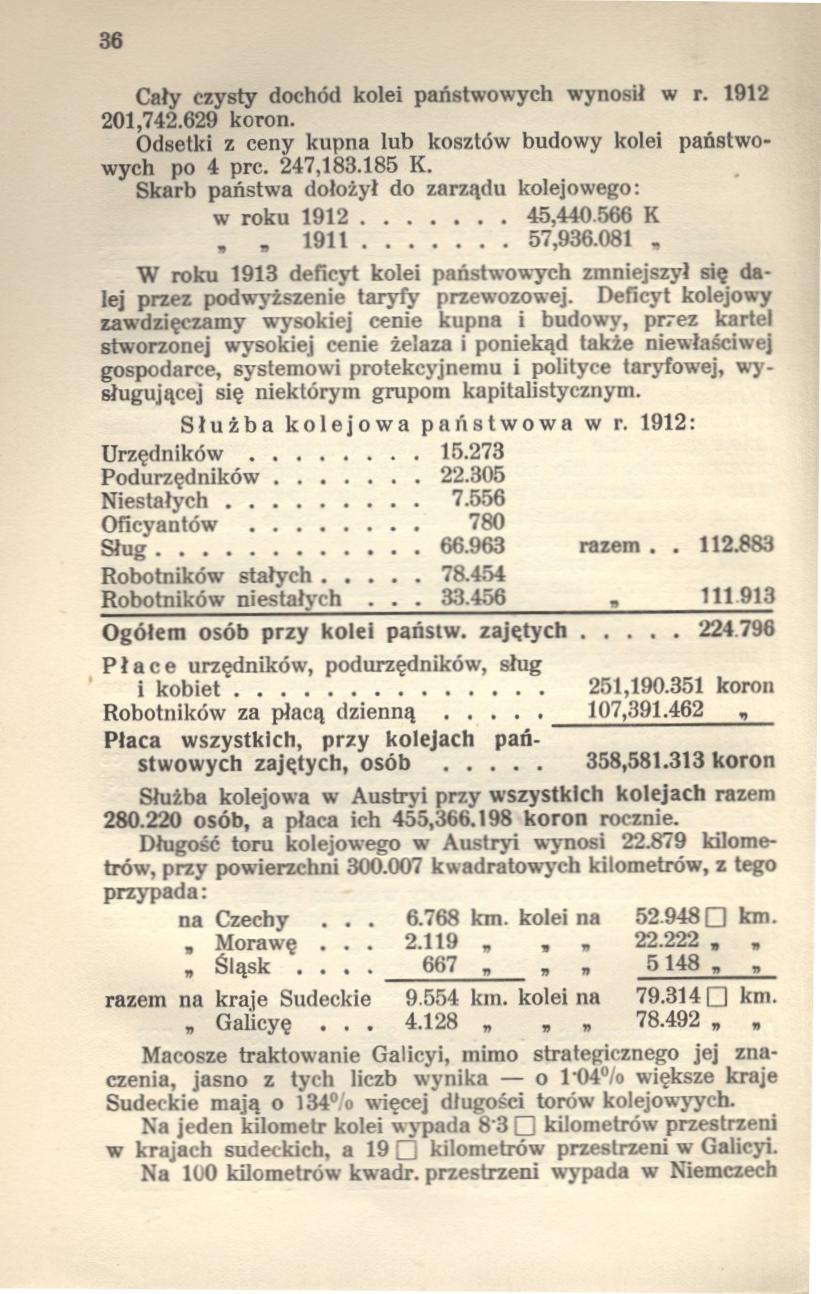 36
Cały czysty dochód kolei państwowych wynosił w r. 1912
201,742.629 koron.
Odsetki z ceny kupna lub kosztów budowy kolei państwo-
wych po 4 prc. 247,183.185 K.
Skarb państwa dołożył do zarządu kolejowego:
w roku 1912 . . . . . . . 45,440.566 K
„ „ 1911 . . . . . . . 57,936.081 „
W roku 1913 deficyt kolei państwowych zmniejszył się da-
lej przez podwyższenie taryfy przewozowej. Deficyt kolejowy
zawdzięczamy wysokiej cenie kupna i budowy, przez kartel
stworzonej wysokiej cenie żelaza i poniekąd także niewłaściwej
gospodarce, systemowi protekcyjnemu i polityce taryfowej, wy-
sługującej się niektórym grupom kapitalistycznym.
Służba kolejowa państwowa w r. 1912:
Urzędników . . . . . . . . 15.273
Podurzędników . . . . . . . 22.305
Niestałych . . . . . . . . . 7.556
Oficyantów . . . . . . . . 780
Sług . . . . . . . . . . . . 66.963 razem . . 112.883
Robotników stałych . . . . . 78.454
Robotników niestałych . . . 33.456 „ 111.913
Ogółem osób przy kolei państw. zajętych . . . . . 224.796
Płace urzędników, podurzędników, sług
i kobiet . . . . . . . . . . . . . . 251,190.351 koron
Robotników za płacą dzienną . . . . . 107,391.462 „
Płaca wszystkich, przy kolejach pań-
stwowych zajętych, osób . . . . . 358,581.313 koron
Służba kolejowa w Austryi przy wszystkich kolejach razem
280.220 osób, a płaca ich 455,366.198 koron rocznie.
Długość toru kolejowego w Austryi wynosi 22.879 kilome-
trów, przy powierzchni 300.007 kwadratowych kilometrów, z tego
przypada:
na Czechy . . . 6.768 km. kolei na 52.948 □ km.
„ Morawę . . . 2.119 „ „ „ 22.222 „ „
„ Śląsk . . . . 667 „ „ „ 5 148 „ „
razem na kraje Sudeckie 9.554 km. kolei na 79.314 □ km.
„ Galicyę . . . 4.128 „ „ „ 78.492 „ „
Macosze traktowanie Galicyi, mimo strategicznego jej zna-
czenia, jasno z tych liczb wynika — o 1·04% większe kraje
Sudeckie mają o 134% więcej długości torów kolejowyych.
Na jeden kilometr kolei wypada 8·3 □ kilometrów przestrzeni
w krajach sudeckich, a 19 □ kilometrów przestrzeni w Galicyi.
Na 100 kilometrów kwadr. przestrzeni wypada w Niemczech